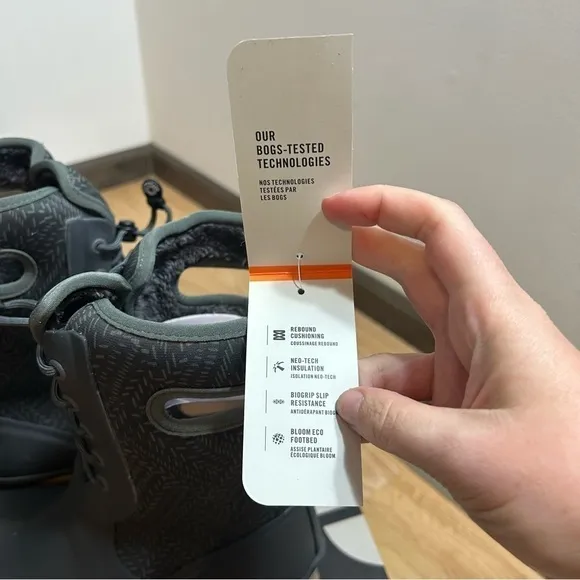 OUR
BOGS-TESTED
TECHNOLOGIES
NOS TECHNOLOGIES
TESTÉES PAR
LES BOGS
REBOUND
CUSHIONING
COUSSINAGE REBOUND
NEO-TECH
INSULATION
ISOLATION NEO-TECH
BIOGRIP SLIP
RESISTANCE
ANTIDÉRAPANT
BLOOM ECO
FOOTBED
ASSISE PLANTAIRE
ÉCOLOGIQUE BLOOM